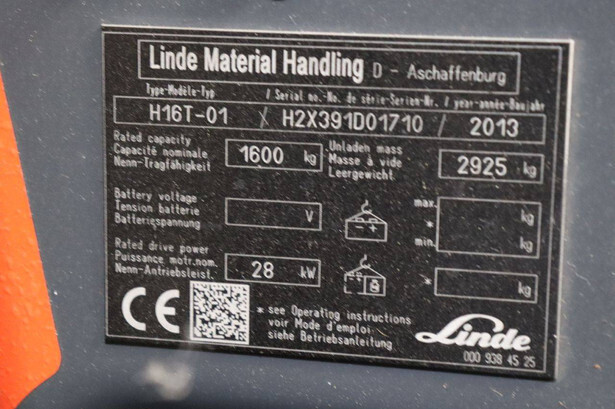 Linde Material Handling D - Aschaffenburg
Type-Modèle-Typ / Serial no.-No. de série-Serien-Nr. / year-année-Baujahr
H16T-01 / H2X391D01710 / 2013
Rated capacity
Capacité nominale
Nenn-Tragfähigkeit
1600 kg
Unladen mass
Masse à vide
Leergewicht
2925 kg
Battery voltage
Tension batterie
Batteriespannung
V
- +
max.
*
min.
kg
kg
Rated drive power
Puissance motr.nom.
Nenn-Antriebsleist.
28 kW
* kg
CE
* see Operating instructions
voir Mode d'emploi
siehe Betriebsanleitung
Linde
000 938 45 25